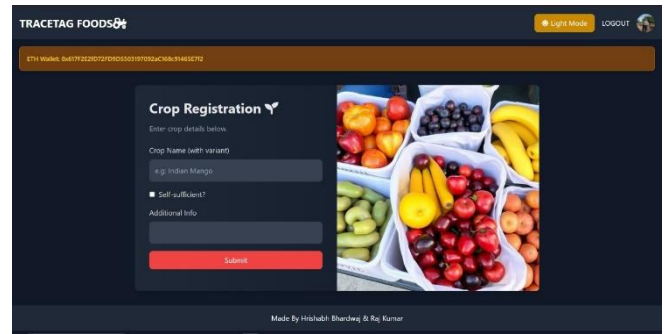 TRACETAG FOODS
Light Mode
LOGOUT
ETH Wallet:
Crop Registration
Enter crop details below.
Crop Name (with variant)
e.g: Indian Mango
Self-sufficient?
Additional Info
Submit
Made By Hrishabh Bhardwaj & Raj Kumar